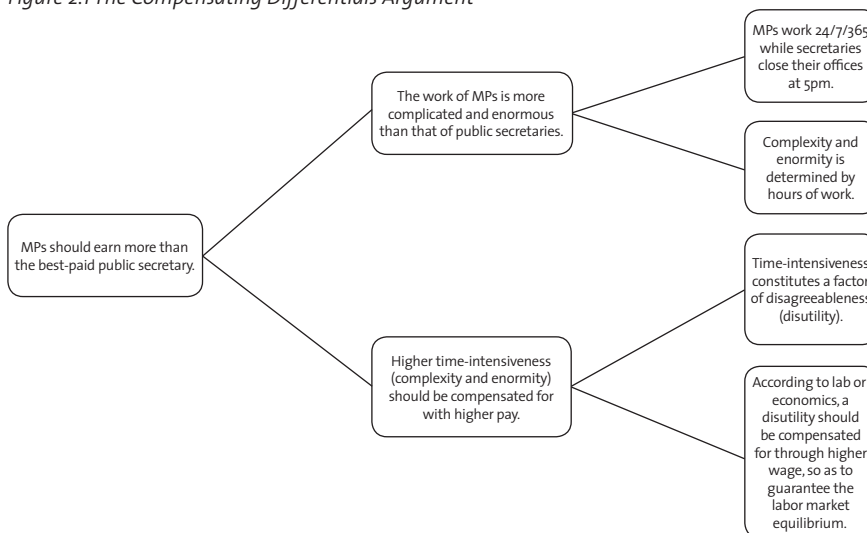 Figure 2.1 The Compensating Differentials Argument
MPs should earn more than
the best-paid public secretary.
The work of MPs is more
complicated and enormous
than that of public secretaries.
MPs work 24/7/365
while secretaries
close their offices
at 5pm.
Complexity and
enormity is
determined by
hours of work.
Higher time-intensiveness
(complexity and enormity)
should be compensated for
with higher pay.
Time-intensiveness
constitutes a factor
of disagreeableness
(disutility).
According to lab or
economics, a
disutility should
be compensated
for through higher
wage, so as to
guarantee the
labor market
equilibrium.